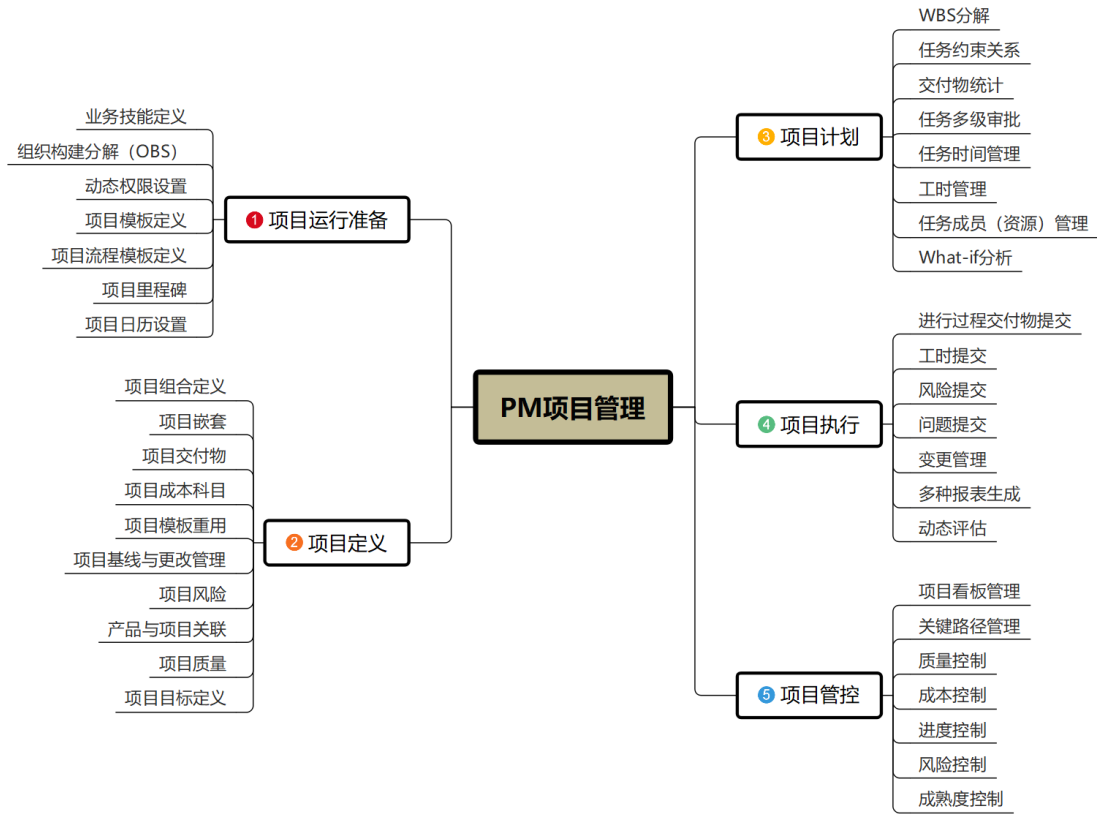 PM项目管理
1 项目运行准备
业务技能定义
组织构建分解（OBS）
动态权限设置
项目模板定义
项目流程模板定义
项目里程碑
项目日历设置
2 项目定义
项目组合定义
项目嵌套
项目交付物
项目成本科目
项目模板重用
项目基线与更改管理
项目风险
产品与项目关联
项目质量
项目目标定义
3 项目计划
WBS分解
任务约束关系
交付物统计
任务多级审批
任务时间管理
工时管理
任务成员（资源）管理
What-if分析
4 项目执行
进行过程交付物提交
工时提交
风险提交
问题提交
变更管理
多种报表生成
动态评估
5 项目管控
项目看板管理
关键路径管理
质量控制
成本控制
进度控制
风险控制
成熟度控制